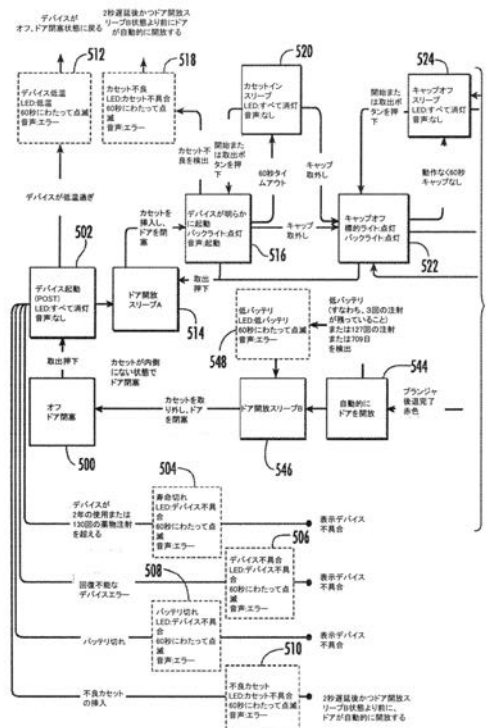 デバイスが
オフ、ドア閉塞状態に戻る
512
デバイス低温
LED:低温
60秒にわたって点
滅
音声:エラー
デバイスが低温過ぎ
2秒遅延後かつドア開放ス
リーブB状態より前にドア
が自動的に開放する
518
カセット不良
LED:カセット不具合
60秒にわたって点
滅
音声:エラー
カセット不
良を検出
520
カセットイン
スリープ
LED:すべて消灯
音声:なし
開始また
は取出ボ
タンを押
下
60秒タイ
ムアウト
キャップ
取外し
524
キャップオフ
スリープ
LED:すべて消灯
音声:なし
開始または
取出ボタン
を押下
動作なく60秒
キャップなし
502
デバイス起動
(POST)
LED:すべて消灯
音声:なし
カセットを
挿入し、ド
アを閉塞
ドア開放
スリープA
514
デバイスが明らか
に起動
バックライト:点灯
音声:起動
516
キャップ
取外し
キャップオフ
標的ライト:点灯
バックライト:点灯
522
取出
押下
取出押下
オフ
ドア閉塞
500
カセットが内側
にない状態で
ドア閉塞
カセットを取
り外し、ドア
を閉塞
低バッテリ
LED:低バッテリ
60秒にわたって点滅
音声:エラー
548
低バッテリ
(すなわち、3回の注射
が残っていること)
または127回の注射
または709日
を検出
544
自動的に
ドアを開放
ドア開放スリープB
546
プランジャ
後退完了
赤色
デバイスが
2年の使用または
130回の薬物注射
を超える
504
寿命切れ
LED:デバイス不具
合
60秒にわたって点
滅
音声:エラー
表示デバイス
不具合
回復不能な
デバイスエラー
506
デバイス不具合
LED:デバイス不具
合
60秒にわたって点
滅
音声:エラー
表示デバイス
不具合
バッテリ切れ
508
バッテリ切れ
LED:デバイス不具
合
60秒にわたって点
滅
音声:エラー
表示デバイス
不具合
不良カセット
の挿入
510
不良カセット
LED:カセット不具合
60秒にわたって点
滅
音声:エラー
2秒遅延後かつドア開放ス
リーブB状態より前に、
ドアが自動的に開放する